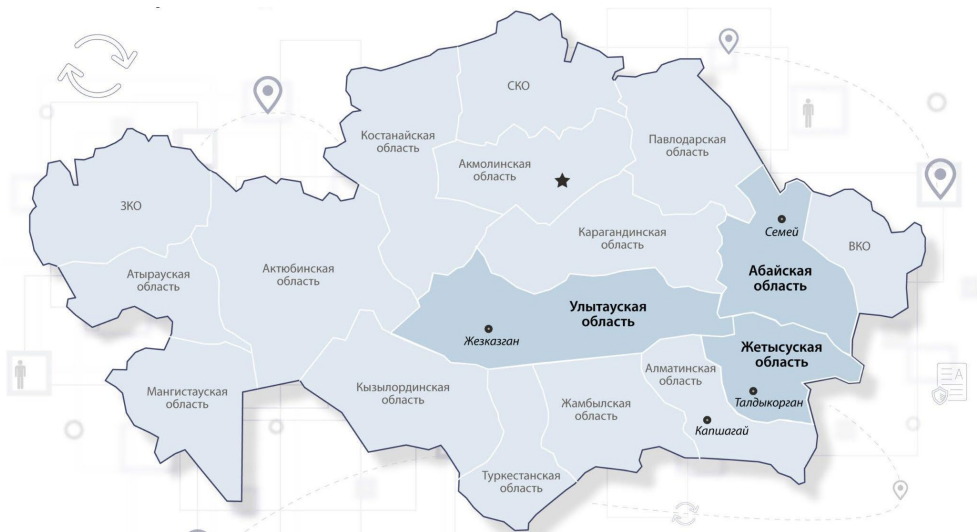 СКО
Костанайская
область
Павлодарская
область
Акмолинская
область
ЗКО
Семей
Карагандинская
область
ВКО
Атырауская
область
Актюбинская
область
Абайская
область
Улытауская
область
Жезказган
Жетысуская
область
Мангистауская
область
Кызылординская
область
Алматинская
область
Талдыкорган
Жамбылская
область
Капшагай
Туркестанская
область
A